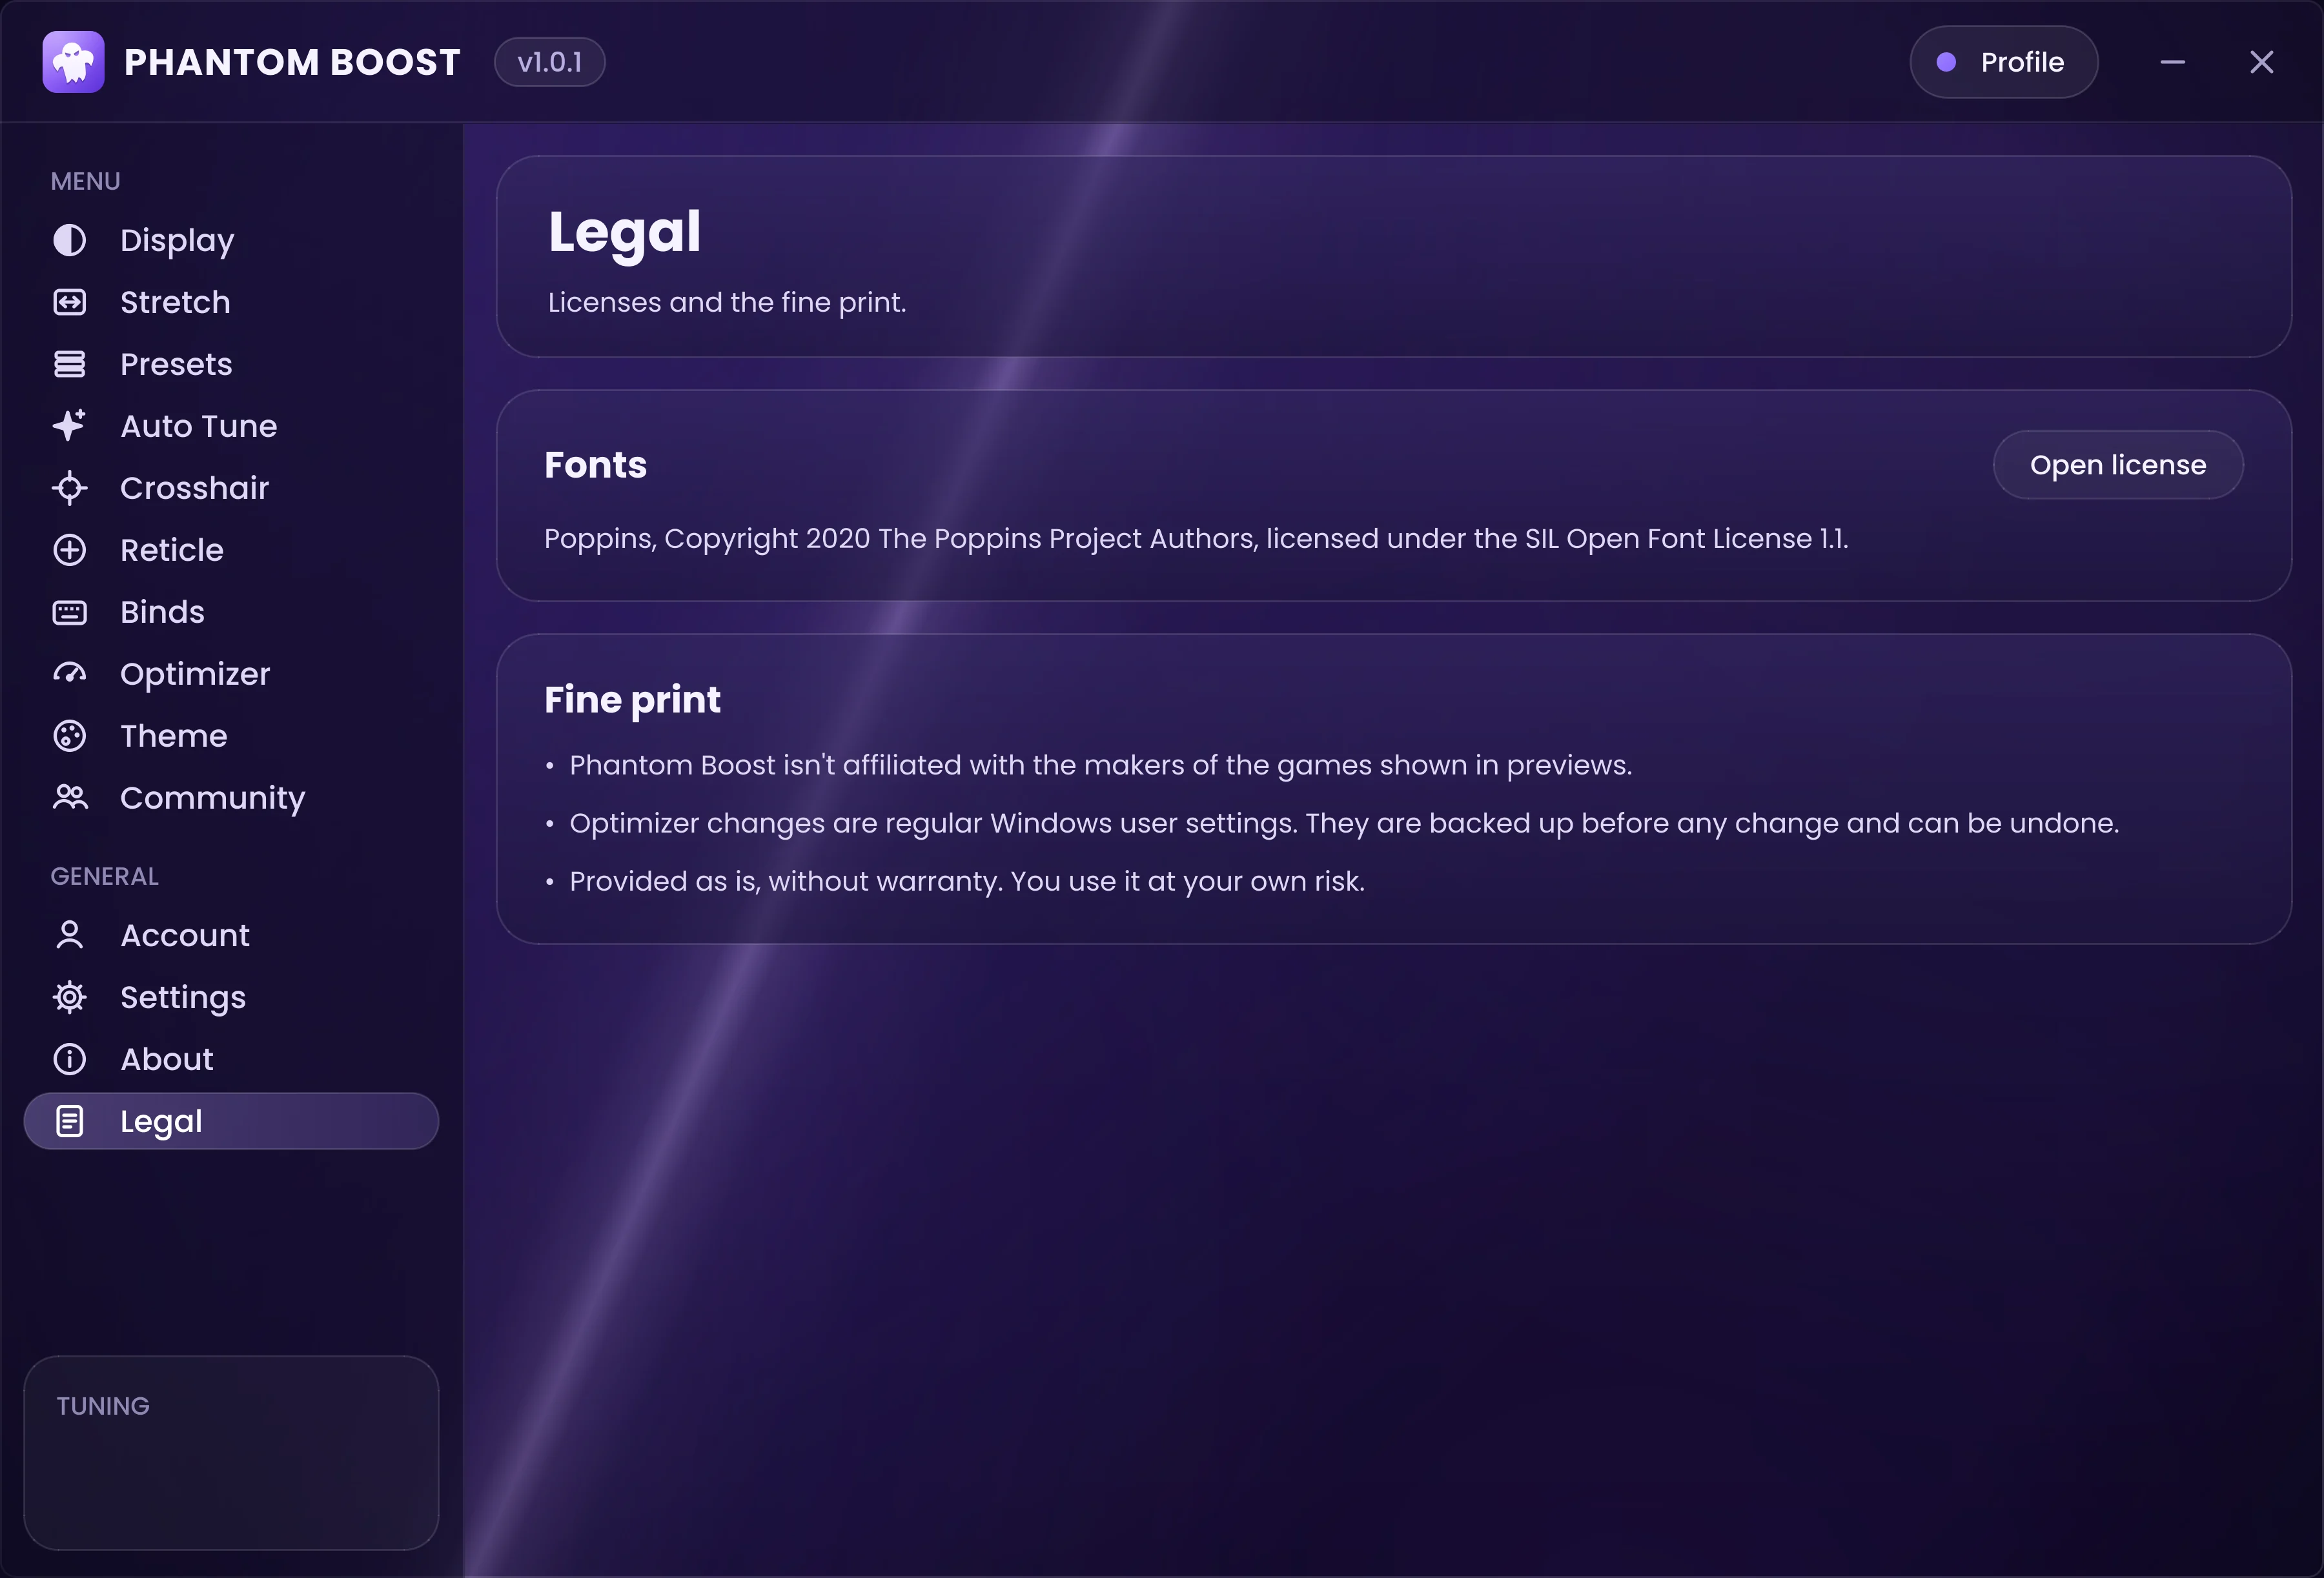 PHANTOM BOOST
v1.0.1
Profile
MENU
Display
Stretch
Presets
Auto Tune
Crosshair
Reticle
Binds
Optimizer
Theme
Community
GENERAL
Account
Settings
About
Legal
TUNING
Legal
Licenses and the fine print.
Fonts
Open license
Poppins, Copyright 2020 The Poppins Project Authors, licensed under the SIL Open Font License 1.1.
Fine print
• Phantom Boost isn't affiliated with the makers of the games shown in previews.
• Optimizer changes are regular Windows user settings. They are backed up before any change and can be undone.
• Provided as is, without warranty. You use it at your own risk.